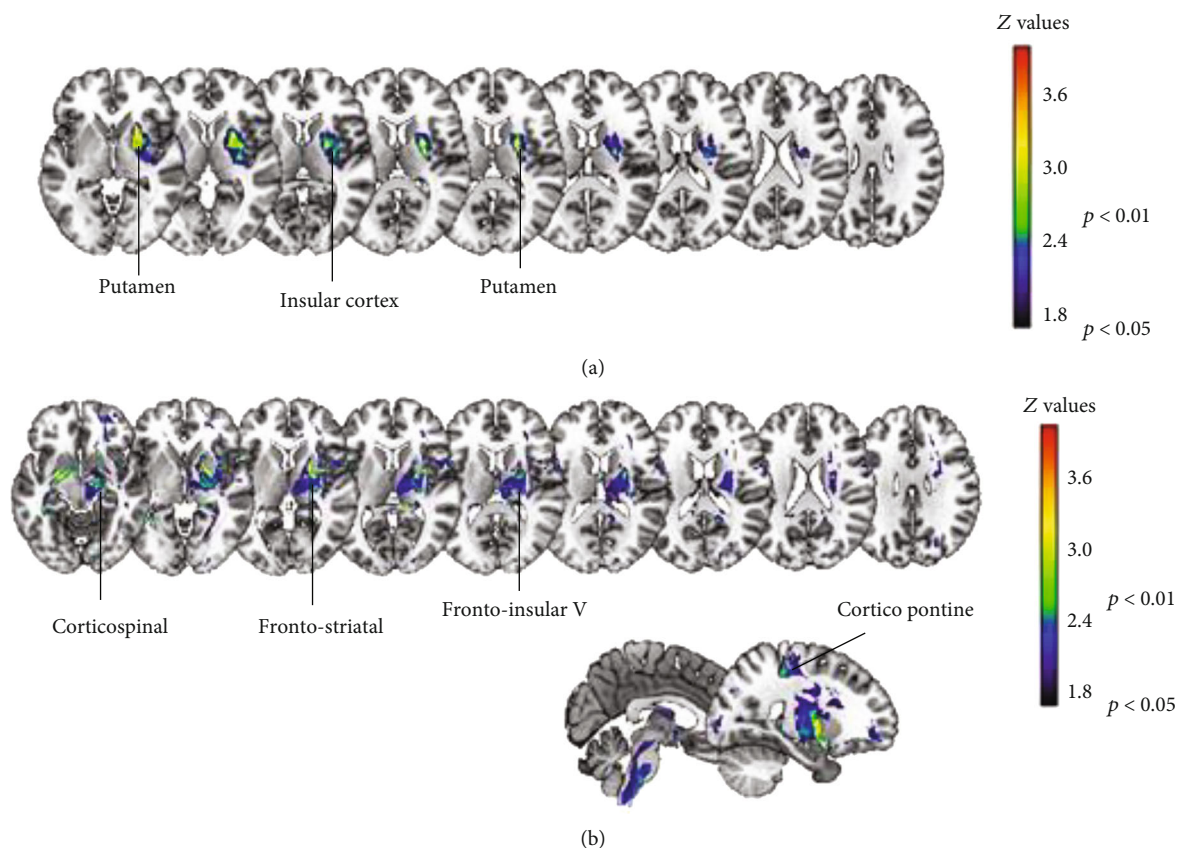 Z values
3.6
3.0
p < 0.01
2.4
1.8
p < 0.05
Putamen
Insular cortex
Putamen
(a)
Z values
3.6
3.0
p < 0.01
2.4
1.8
p < 0.05
Corticospinal
Fronto-striatal
Fronto-insular V
Cortico pontine
(b)